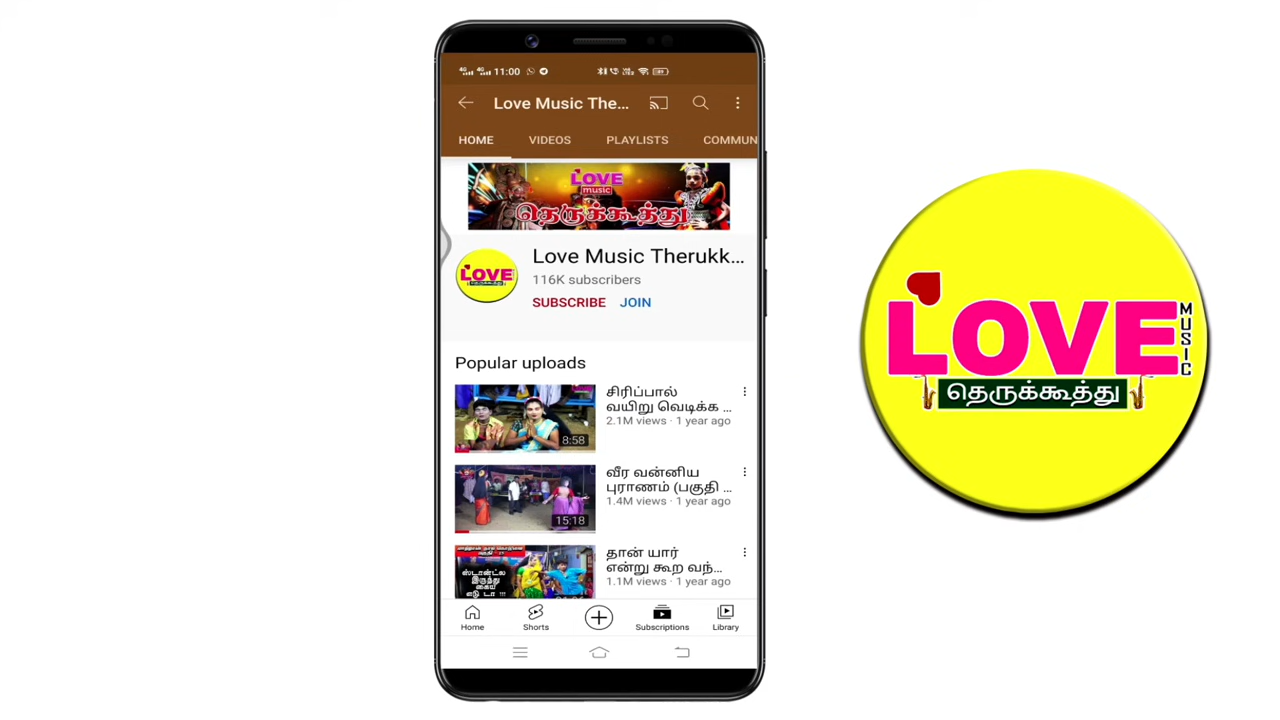 11:00
Love Music The...
HOME VIDEOS PLAYLISTS COMMUN
LOVE
music
தெருக்கூத்து
LOVE
Love Music Therukk...
116K subscribers
SUBSCRIBE JOIN
Popular uploads
சிரிப்பால்
வயிறு வெடிக்க ...
2.1M views · 1 year ago
8:58
வீர வன்னிய
புராணம் (பகுதி ...
1.4M views · 1 year ago
15:18
தான் யார்
என்று கூற வந்...
1.1M views · 1 year ago
ஸ்டான்ட்ல
இருந்து
கைய
எடு டா !!!
Home Shorts Subscriptions Library
LOVE
MUSIC
தெருக்கூத்து